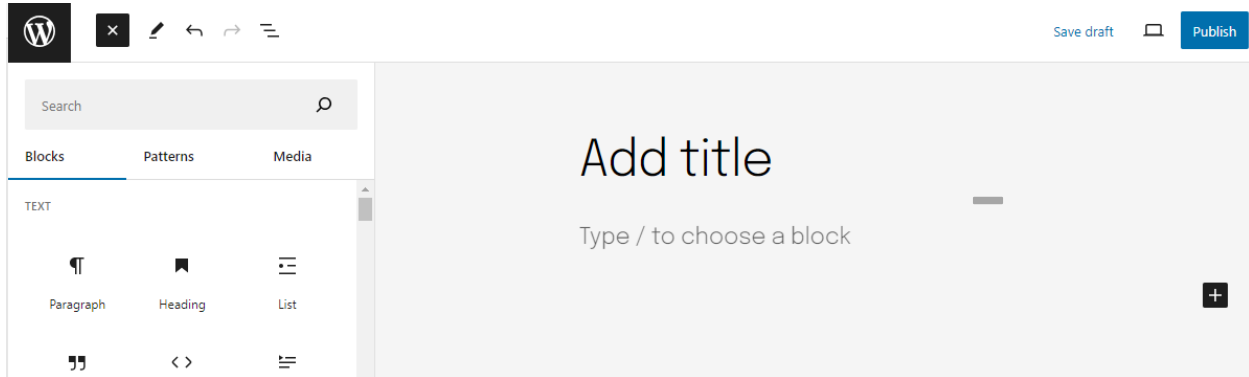 Save draft
Publish
Search
Blocks Patterns Media
TEXT
Paragraph Heading List
Add title
Type / to choose a block